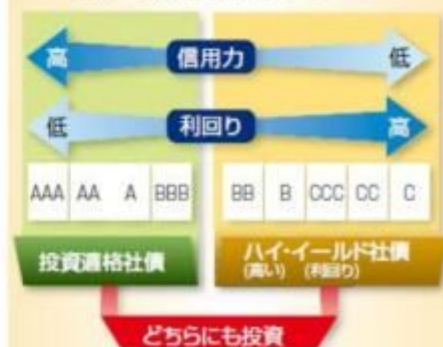 高 信用力 低
低 利回り 高
AAA AA A BBB BB B CCC CC C
投資適格社債 ハイ・イールド社債
(高い) (利回り)
どちらにも投資